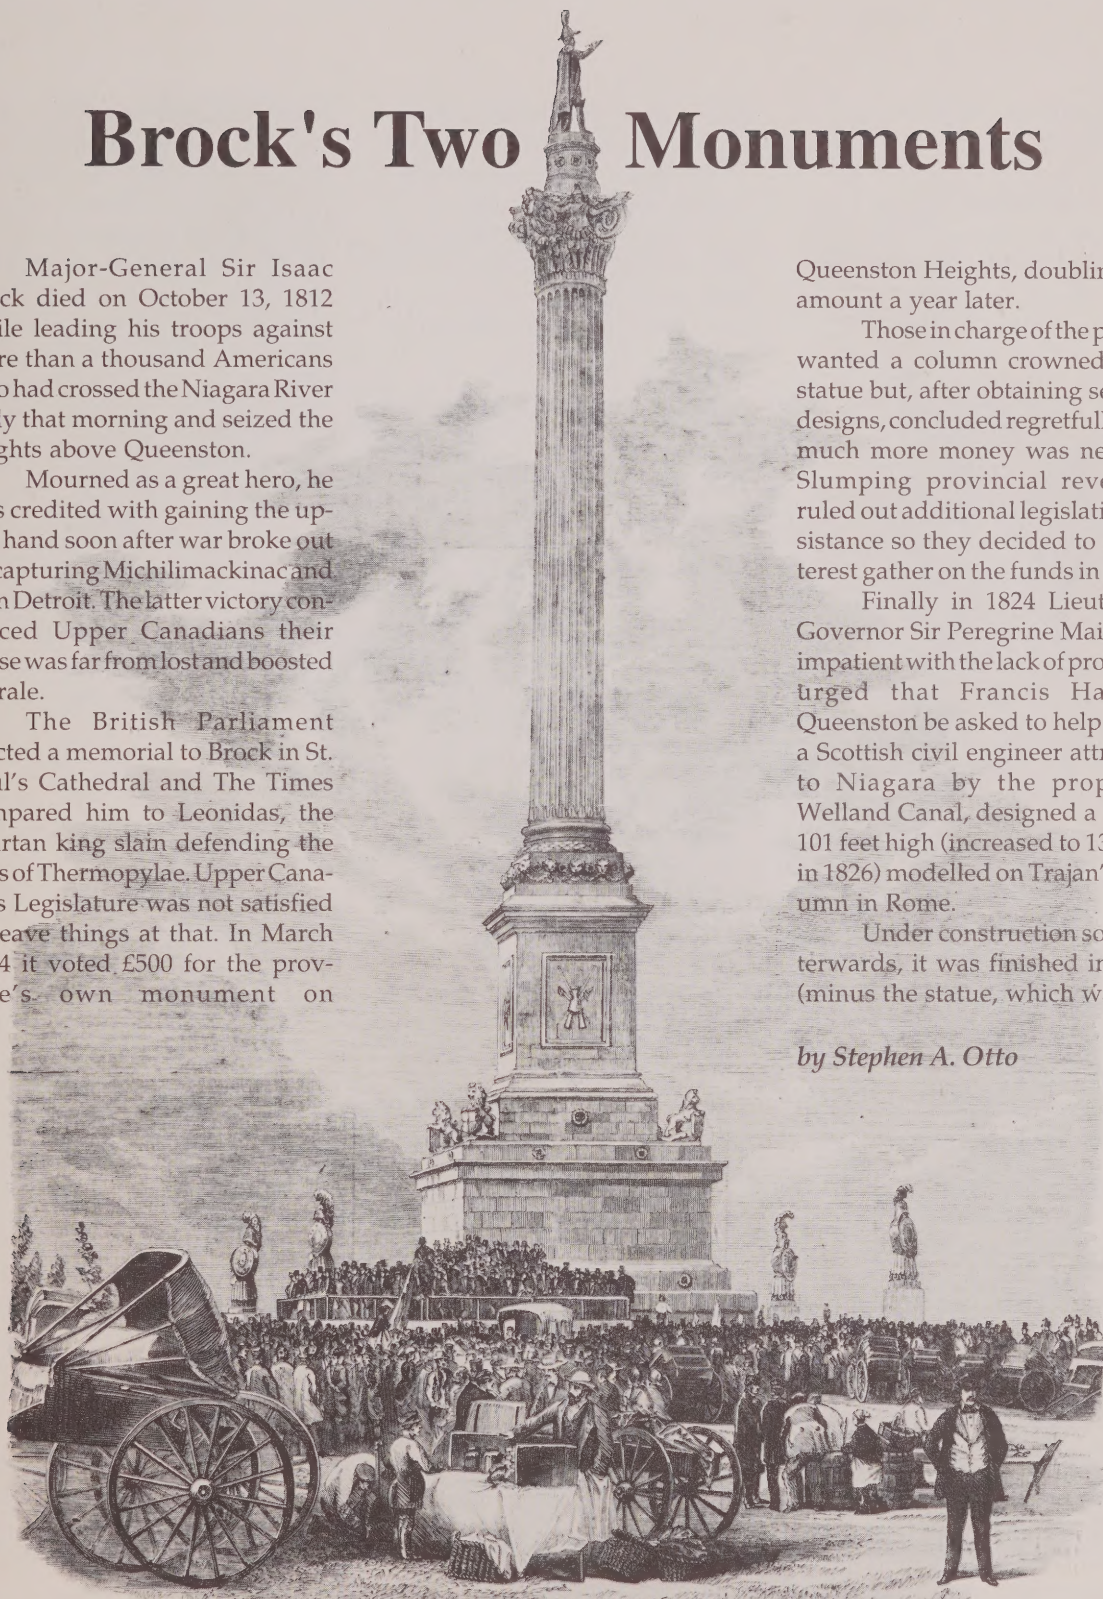 Brock's Two Monuments
Major-General Sir Isaac
ck died on October 13, 1812
ile leading his troops against
re than a thousand Americans
o had crossed the Niagara River
ly that morning and seized the
ghts above Queenston.
Mourned as a great hero, he
s credited with gaining the up-
hand soon after war broke out
capturing Michilimackinac and
n Detroit. The latter victory con-
ced Upper Canadians their
se was far from lost and boosted
rale.
The British Parliament
cted a memorial to Brock in St.
ul's Cathedral and The Times
mpared him to Leonidas, the
rtan king slain defending the
s of Thermopylae. Upper Cana-
s Legislature was not satisfied
eave things at that. In March
4 it voted £500 for the prov-
e's own monument on
Queenston Heights, doublin
amount a year later.
Those in charge of the p
wanted a column crowned
statue but, after obtaining se
designs, concluded regretfull
much more money was ne
Slumping provincial reve
ruled out additional legislati
sistance so they decided to
terest gather on the funds in
Finally in 1824 Lieut
Governor Sir Peregrine Mai
impatient with the lack of pro
urged that Francis Ha
Queenston be asked to help
a Scottish civil engineer attr
to Niagara by the prop
Welland Canal, designed a
101 feet high (increased to 13
in 1826) modelled on Trajan'
umn in Rome.
Under construction so
terwards, it was finished in
(minus the statue, which w
by Stephen A. Otto